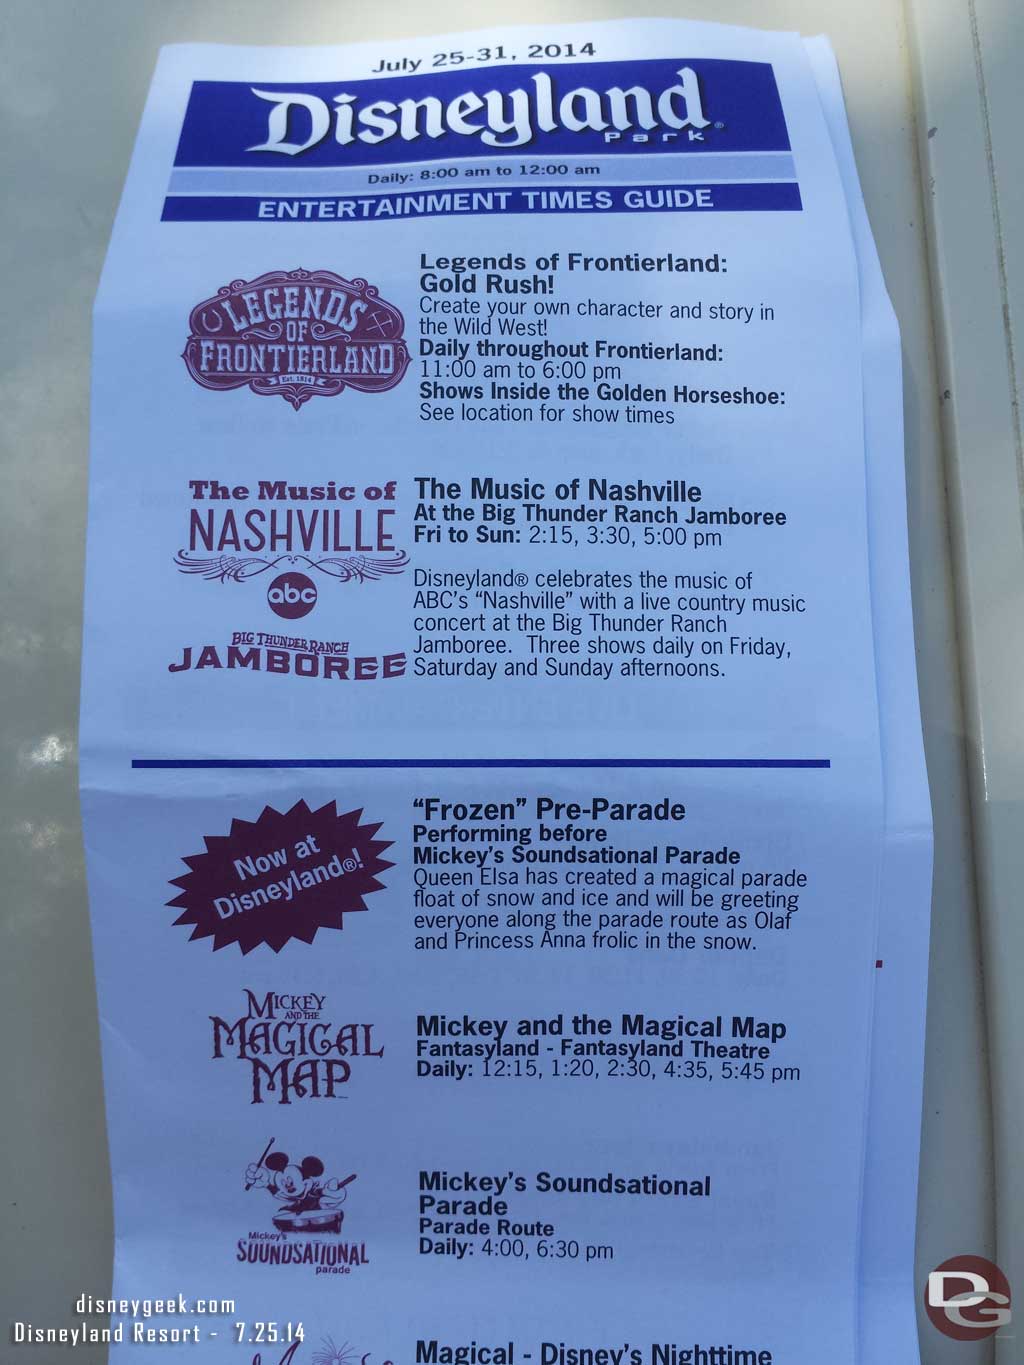 July 25-31, 2014
Disneyland®
Park
Daily: 8:00 am to 12:00 am
ENTERTAINMENT TIMES GUIDE
LEGENDS
OF
FRONTIERLAND
Est. 1814
Legends of Frontierland:
Gold Rush!
Create your own character and story in
the Wild West!
Daily throughout Frontierland:
11:00 am to 6:00 pm
Shows Inside the Golden Horseshoe:
See location for show times
The Music of
NASHVILLE
abc
BIG THUNDER RANCH
JAMBOREE
The Music of Nashville
At the Big Thunder Ranch Jamboree
Fri to Sun: 2:15, 3:30, 5:00 pm
Disneyland® celebrates the music of
ABC's “Nashville” with a live country music
concert at the Big Thunder Ranch
Jamboree. Three shows daily on Friday,
Saturday and Sunday afternoons.
Now at
Disneyland®!
“Frozen” Pre-Parade
Performing before
Mickey's Soundsational Parade
Queen Elsa has created a magical parade
float of snow and ice and will be greeting
everyone along the parade route as Olaf
and Princess Anna frolic in the snow.
MICKEY
AND THE
MAGICAL
MAP
Mickey and the Magical Map
Fantasyland - Fantasyland Theatre
Daily: 12:15, 1:20, 2:30, 4:35, 5:45 pm
Mickey's
SOUNDSATIONAL
parade
Mickey's Soundsational
Parade
Parade Route
Daily: 4:00, 6:30 pm
Magical - Disney's Nighttime
disneygeek.com
Disneyland Resort - 7.25.14
DG